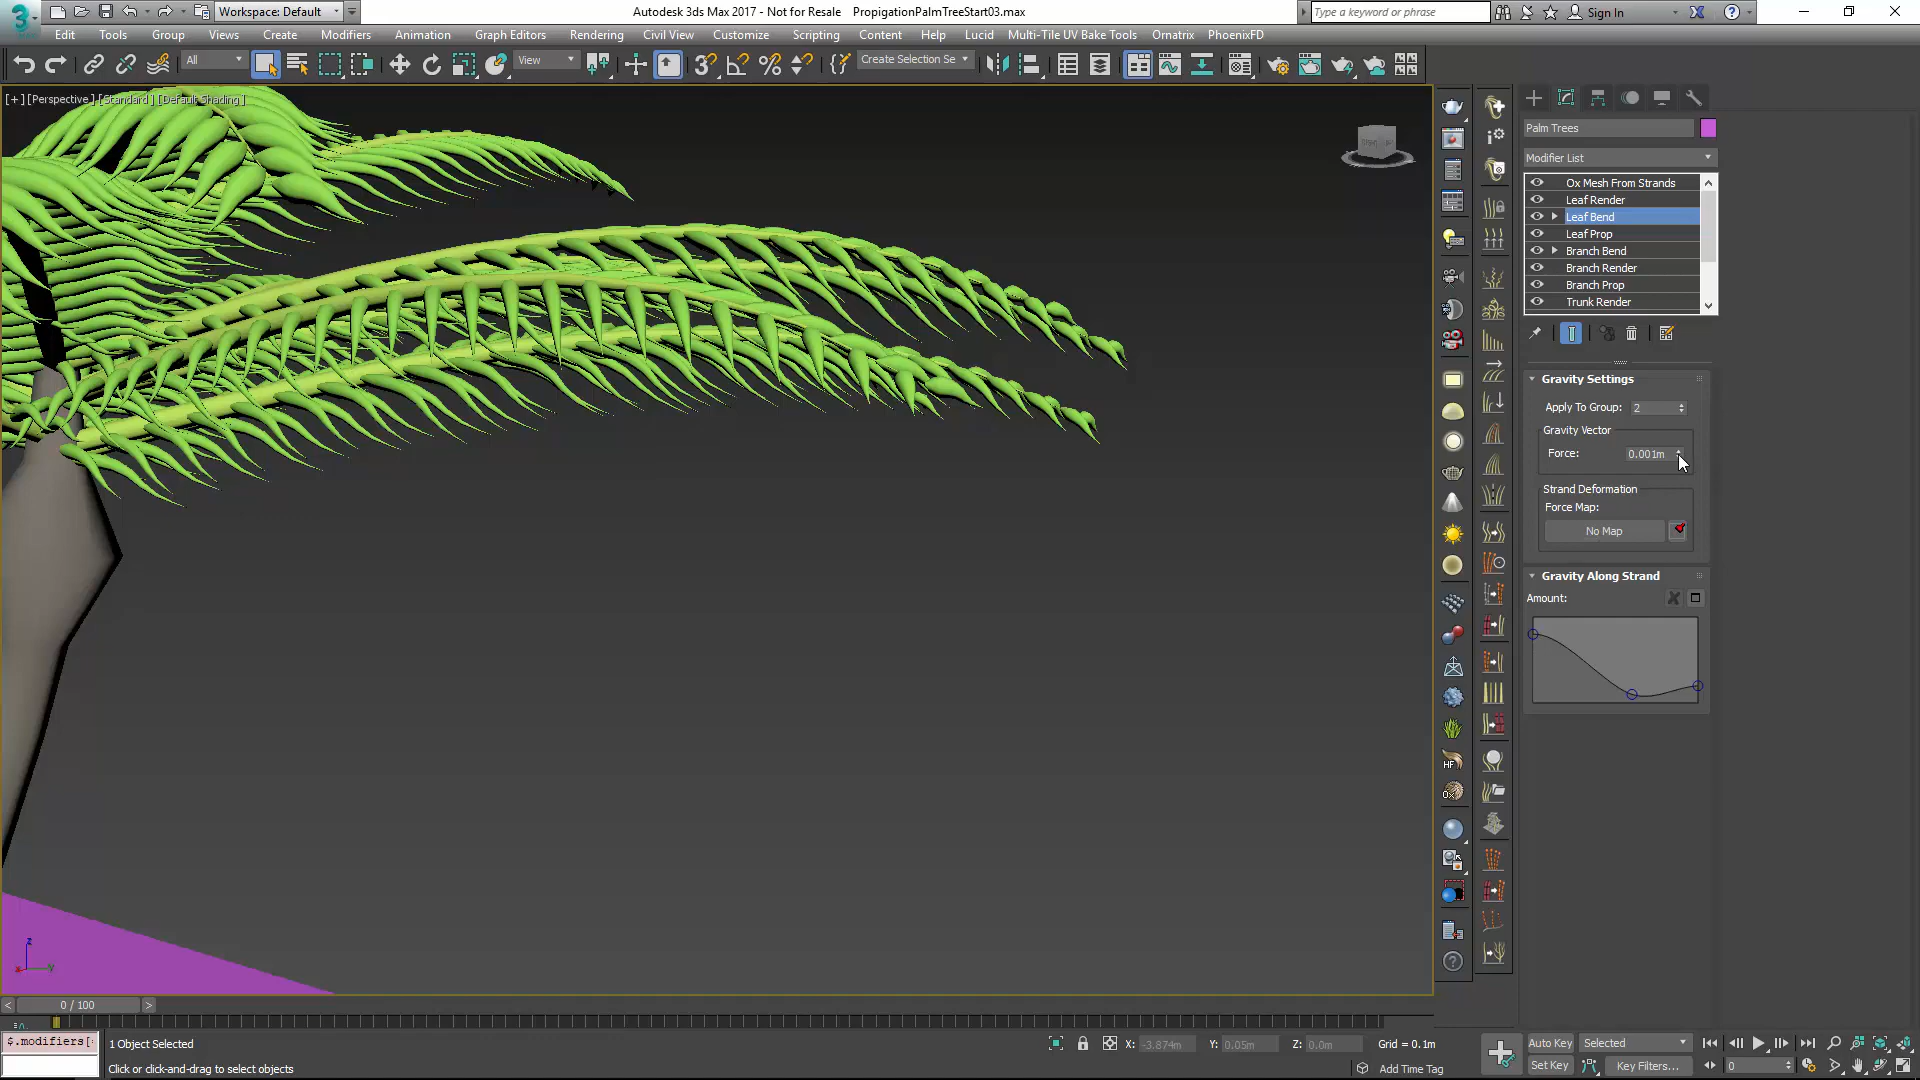 Workspace: Default
Autodesk 3ds Max 2017 - Not for Resale PropigationPalmTreeStart03.max
Type a keyword or phrase
Sign In
Edit Tools Group Views Create Modifiers Animation Graph Editors Rendering Civil View Customize Scripting Content Help Lucid Multi-Tile UV Bake Tools Ornatrix PhoenixFD
All
View
Create Selection Se
[+] [Perspective] [Standard] [Default Shading]
Palm Trees
Modifier List
Ox Mesh From Strands
Leaf Render
Leaf Bend
Leaf Prop
Branch Bend
Branch Render
Branch Prop
Trunk Render
Gravity Settings
Apply To Group: 2
Gravity Vector
Force: 0.001m
Strand Deformation
Force Map:
No Map
Gravity Along Strand
Amount:
HF
z
x y
< 0 / 100 >
$.modifiers[
1 Object Selected
X: -3.874m Y: 0.05m Z: 0.0m Grid = 0.1m
Auto Key Selected
Click or click-and-drag to select objects
Add Time Tag
Set Key Key Filters... 0